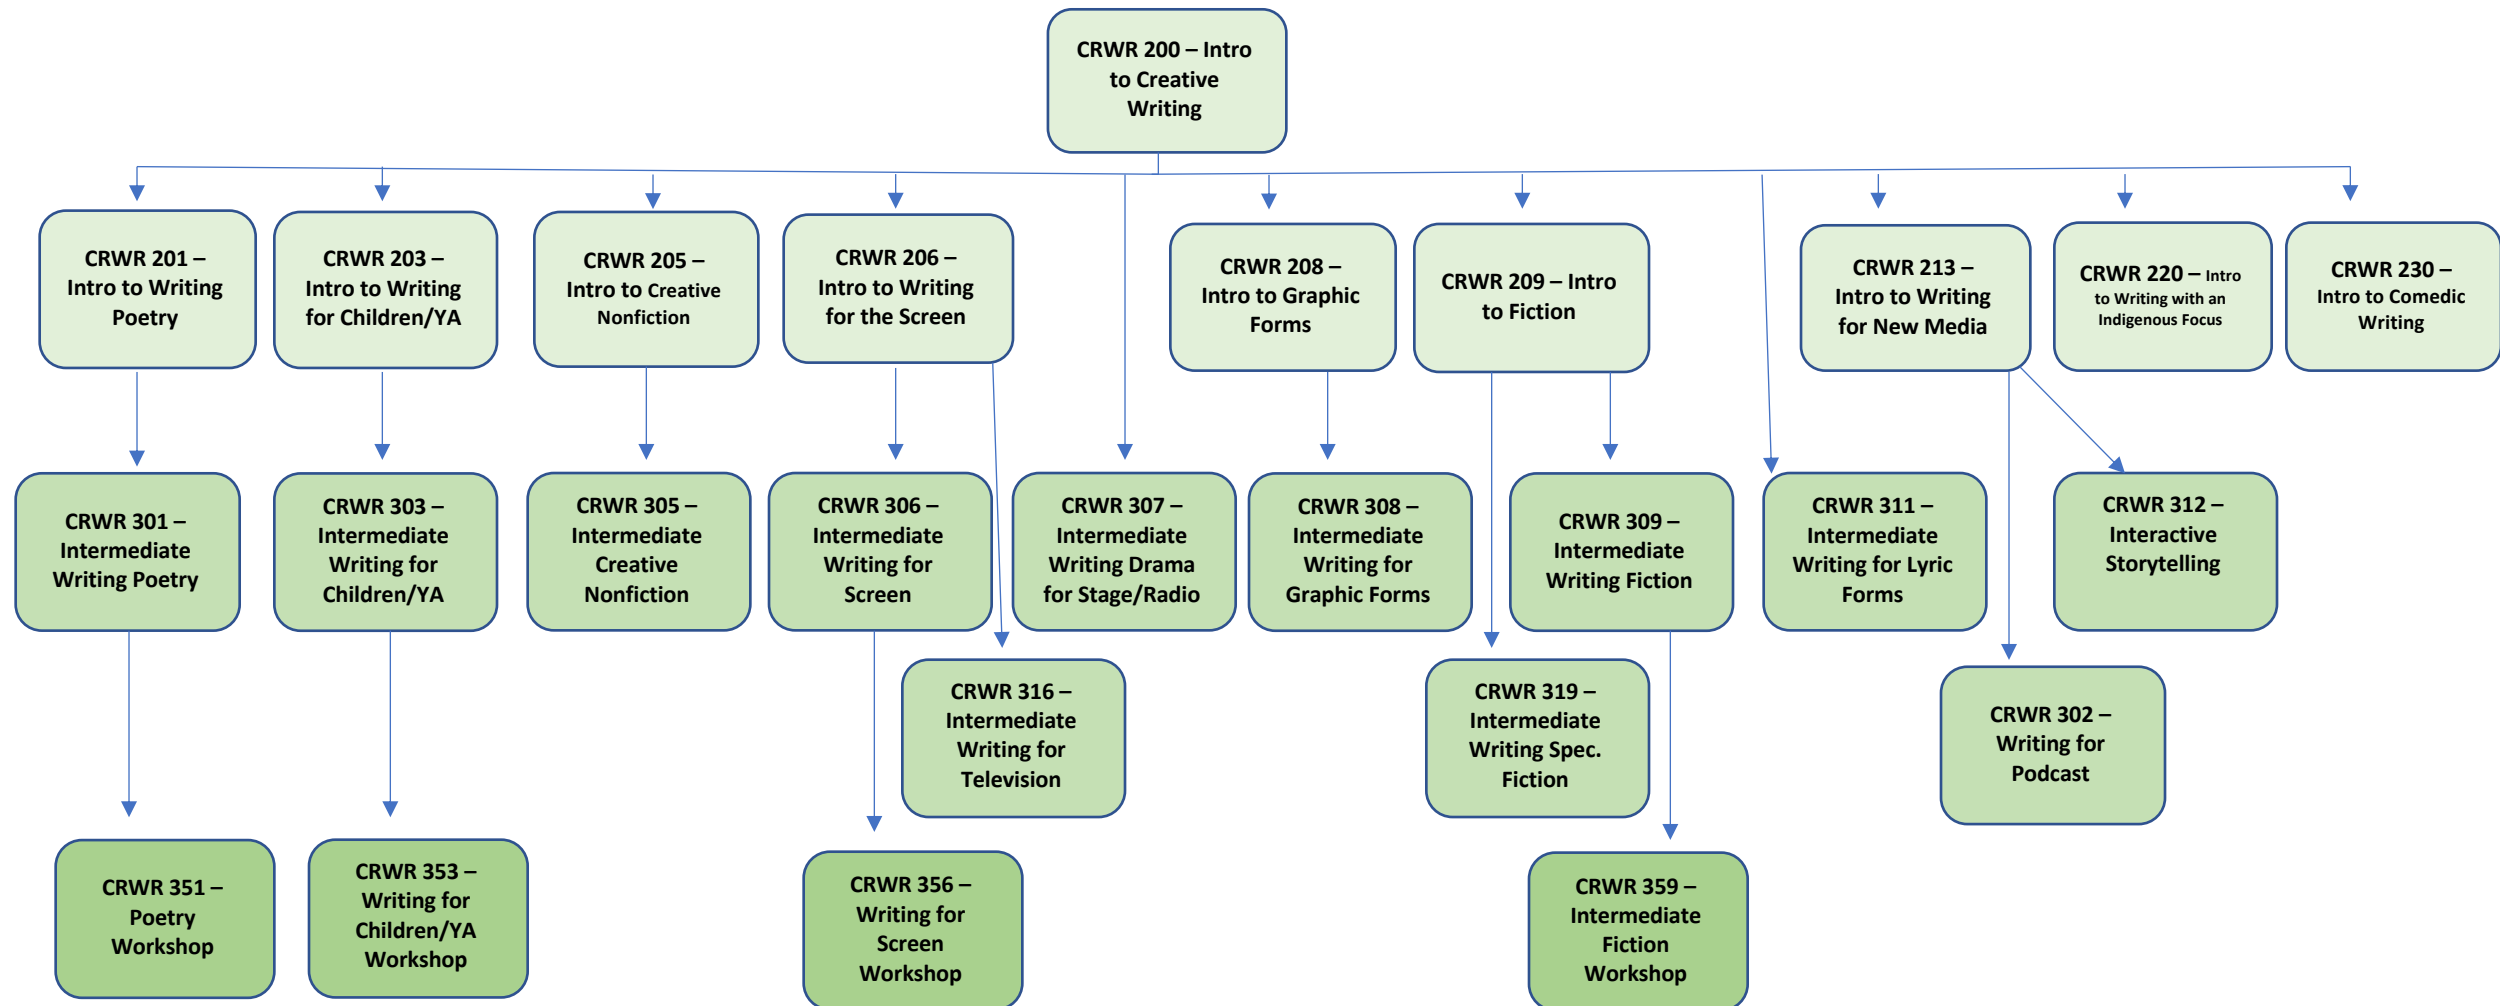 CRWR 200 – Intro
to Creative
Writing
CRWR 201 –
Intro to Writing
Poetry
CRWR 203 –
Intro to Writing
for Children/YA
CRWR 205 –
Intro to Creative
Nonfiction
CRWR 206 –
Intro to Writing
for the Screen
CRWR 208 –
Intro to Graphic
Forms
CRWR 209 – Intro
to Fiction
CRWR 213 –
Intro to Writing
for New Media
CRWR 220 – Intro
to Writing with an
Indigenous Focus
CRWR 230 –
Intro to Comedic
Writing
CRWR 301 –
Intermediate
Writing Poetry
CRWR 303 –
Intermediate
Writing for
Children/YA
CRWR 305 –
Intermediate
Creative
Nonfiction
CRWR 306 –
Intermediate
Writing for
Screen
CRWR 307 –
Intermediate
Writing Drama
for Stage/Radio
CRWR 308 –
Intermediate
Writing for
Graphic Forms
CRWR 309 –
Intermediate
Writing Fiction
CRWR 311 –
Intermediate
Writing for Lyric
Forms
CRWR 312 –
Interactive
Storytelling
CRWR 316 –
Intermediate
Writing for
Television
CRWR 319 –
Intermediate
Writing Spec.
Fiction
CRWR 302 –
Writing for
Podcast
CRWR 351 –
Poetry
Workshop
CRWR 353 –
Writing for
Children/YA
Workshop
CRWR 356 –
Writing for
Screen
Workshop
CRWR 359 –
Intermediate
Fiction
Workshop